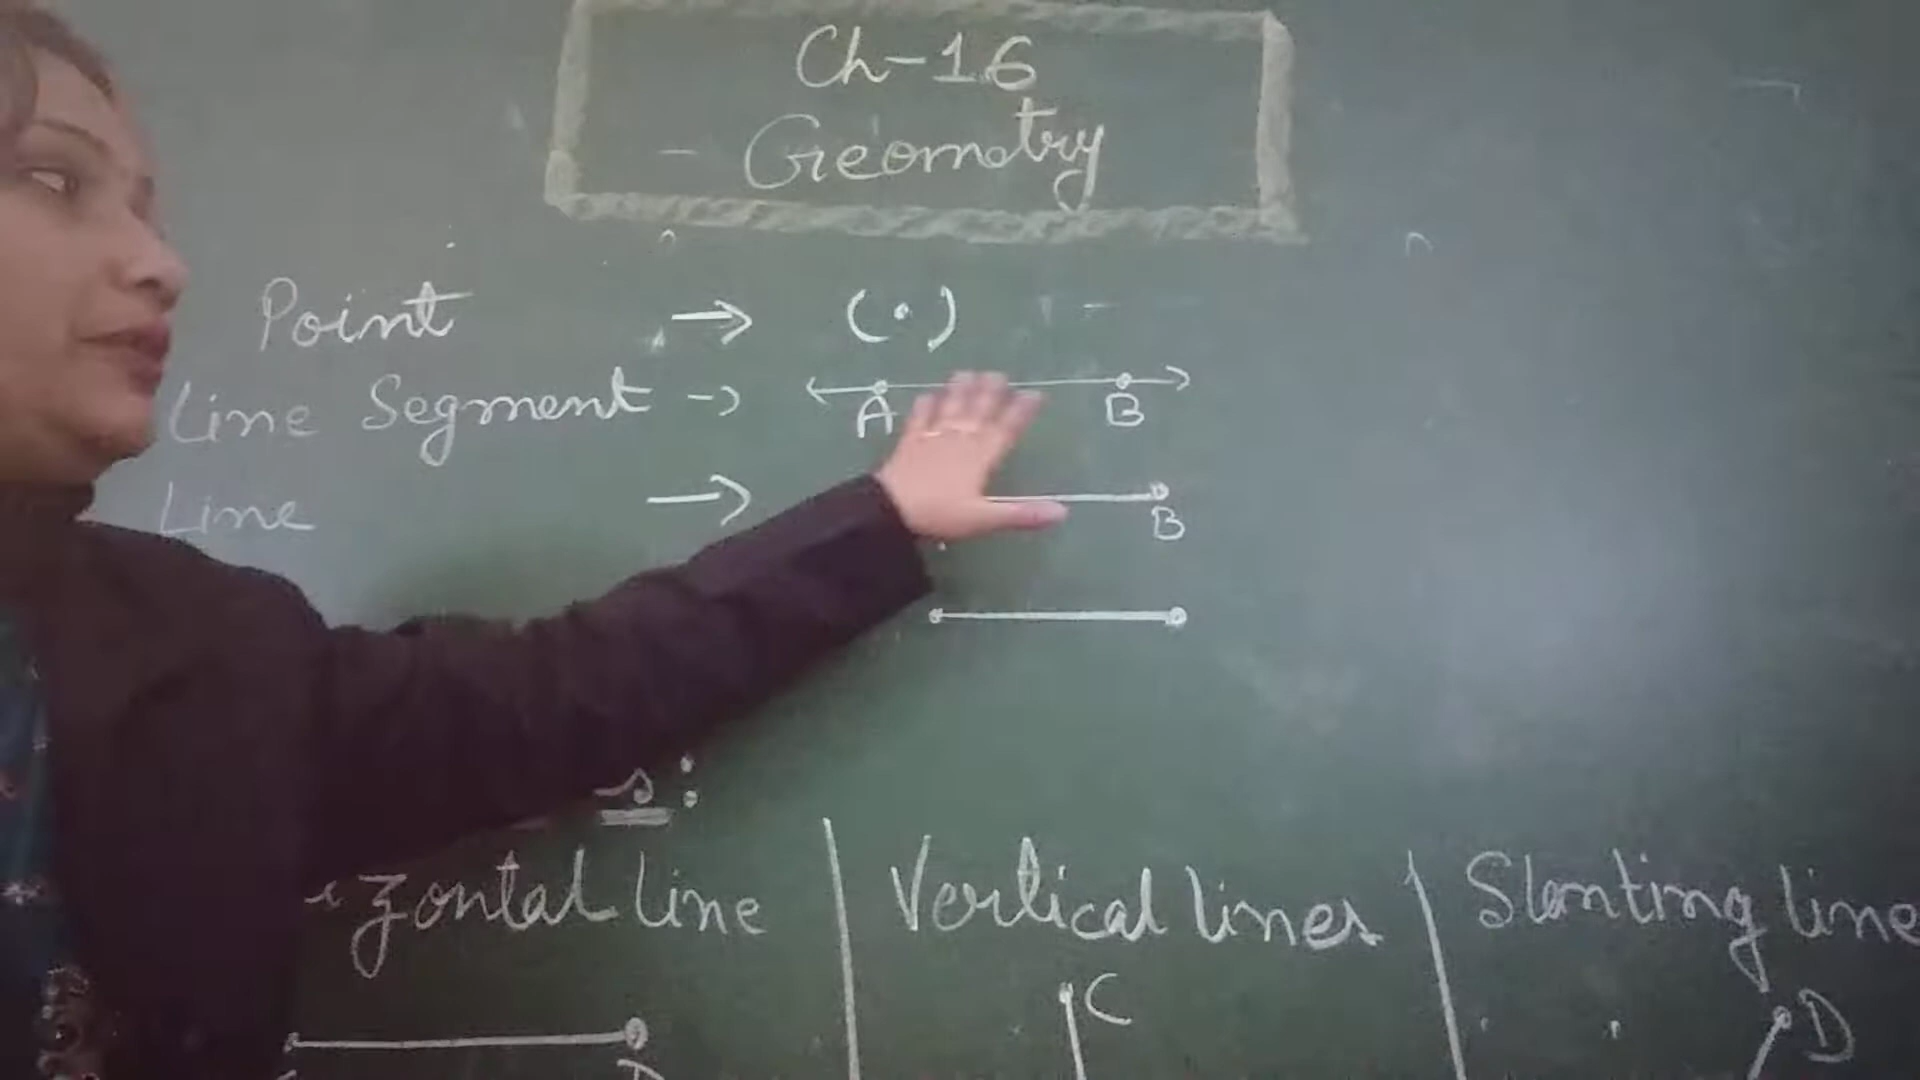 Ch-16
- Geometry
Point → (·)
Line Segment → A B
Line → B
s:
zontal line
Vertical lines
Slanting line
C
D